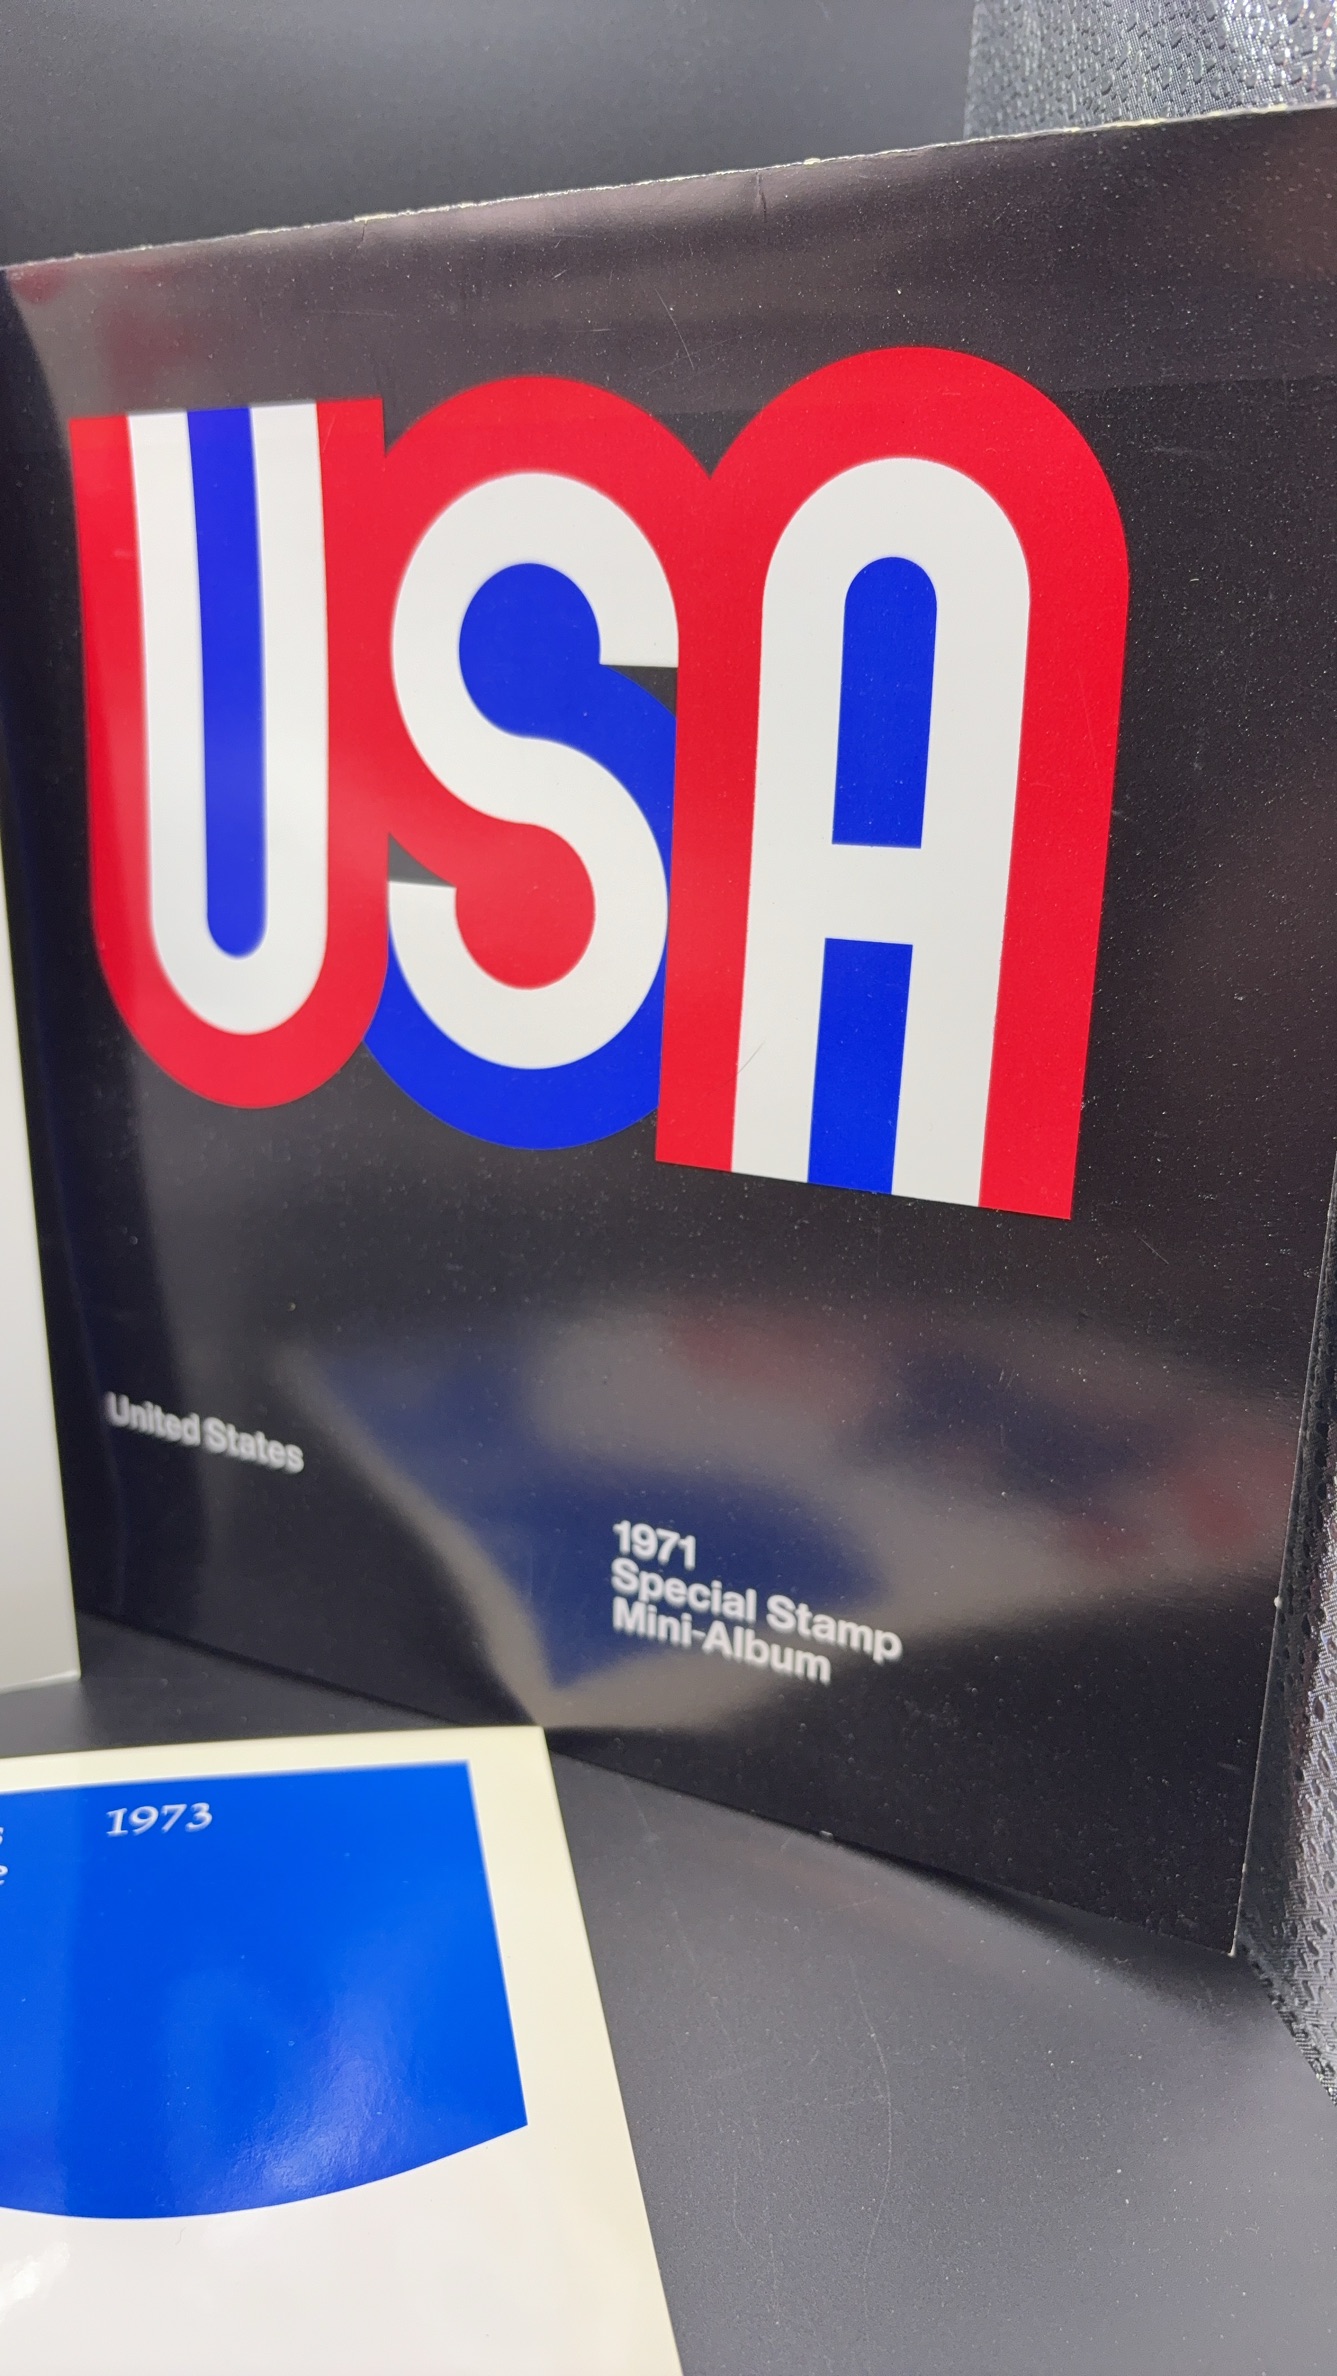 USA
United States
1971
Special Stamp
Mini-Album
1973